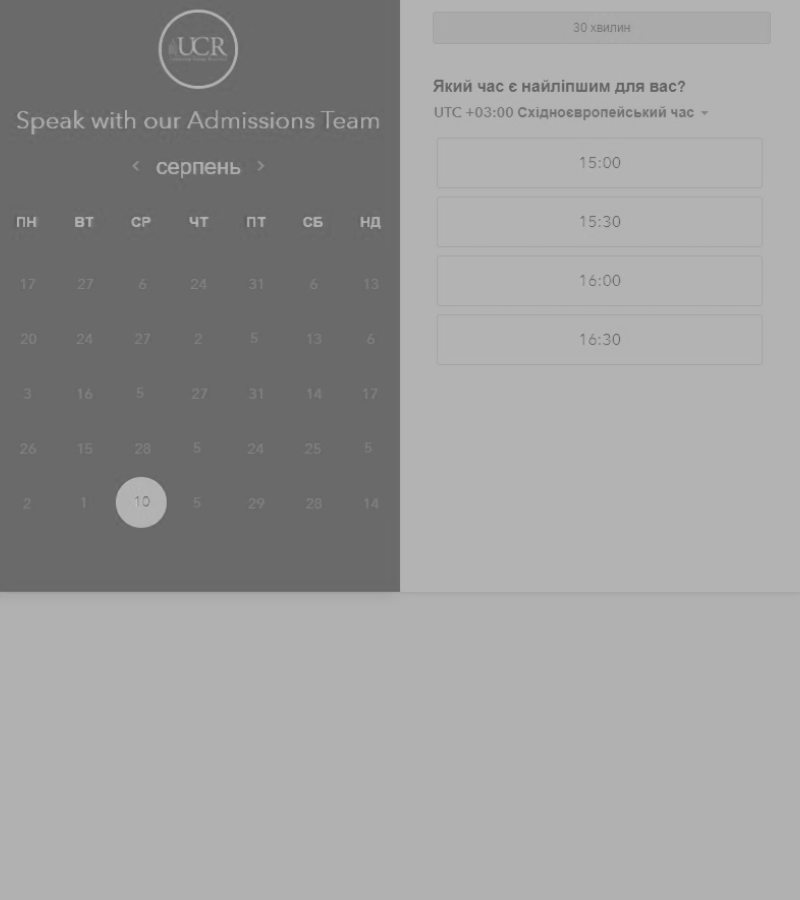 UCR
Speak with our Admissions Team
серпень
ПН ВТ СР ЧТ ПТ СБ НД
17 27 6 24 31 6 13
20 24 27 2 5 13 6
3 16 5 27 31 14 17
26 15 28 5 24 25 5
2 1 10 5 29 28 14
30 хвилин
Який час є найліпшим для вас?
UTC +03:00 Східноєвропейський час
15:00
15:30
16:00
16:30